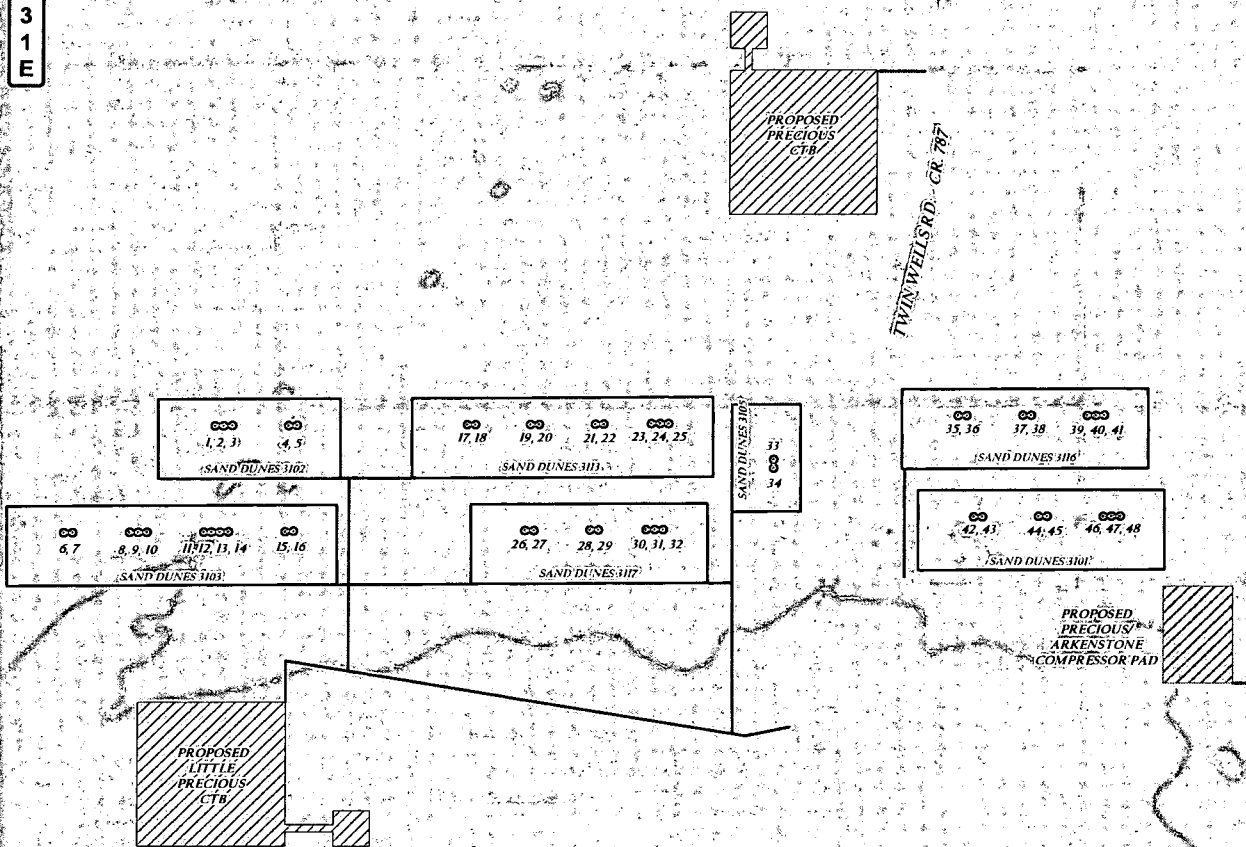 3
1
E
PROPOSED
PRECIOUS
CTB
TWIN WELLS RD. - CR. 787
1, 2, 3
4, 5
SAND DUNES 3102
17, 18
19, 20
21, 22
23, 24, 25
SAND DUNES 3113
SAND DUNES 3105
33
34
35, 36
37, 38
39, 40, 41
SAND DUNES 3116
6, 7
8, 9, 10
11, 12, 13, 14
15, 16
SAND DUNES 3103
26, 27
28, 29
30, 31, 32
SAND DUNES 3117
42, 43
44, 45
46, 47, 48
SAND DUNES 3101
PROPOSED
PRECIOUS/
ARKENSTONE
COMPRESSOR PAD
PROPOSED
LITTLE
PRECIOUS
CTB